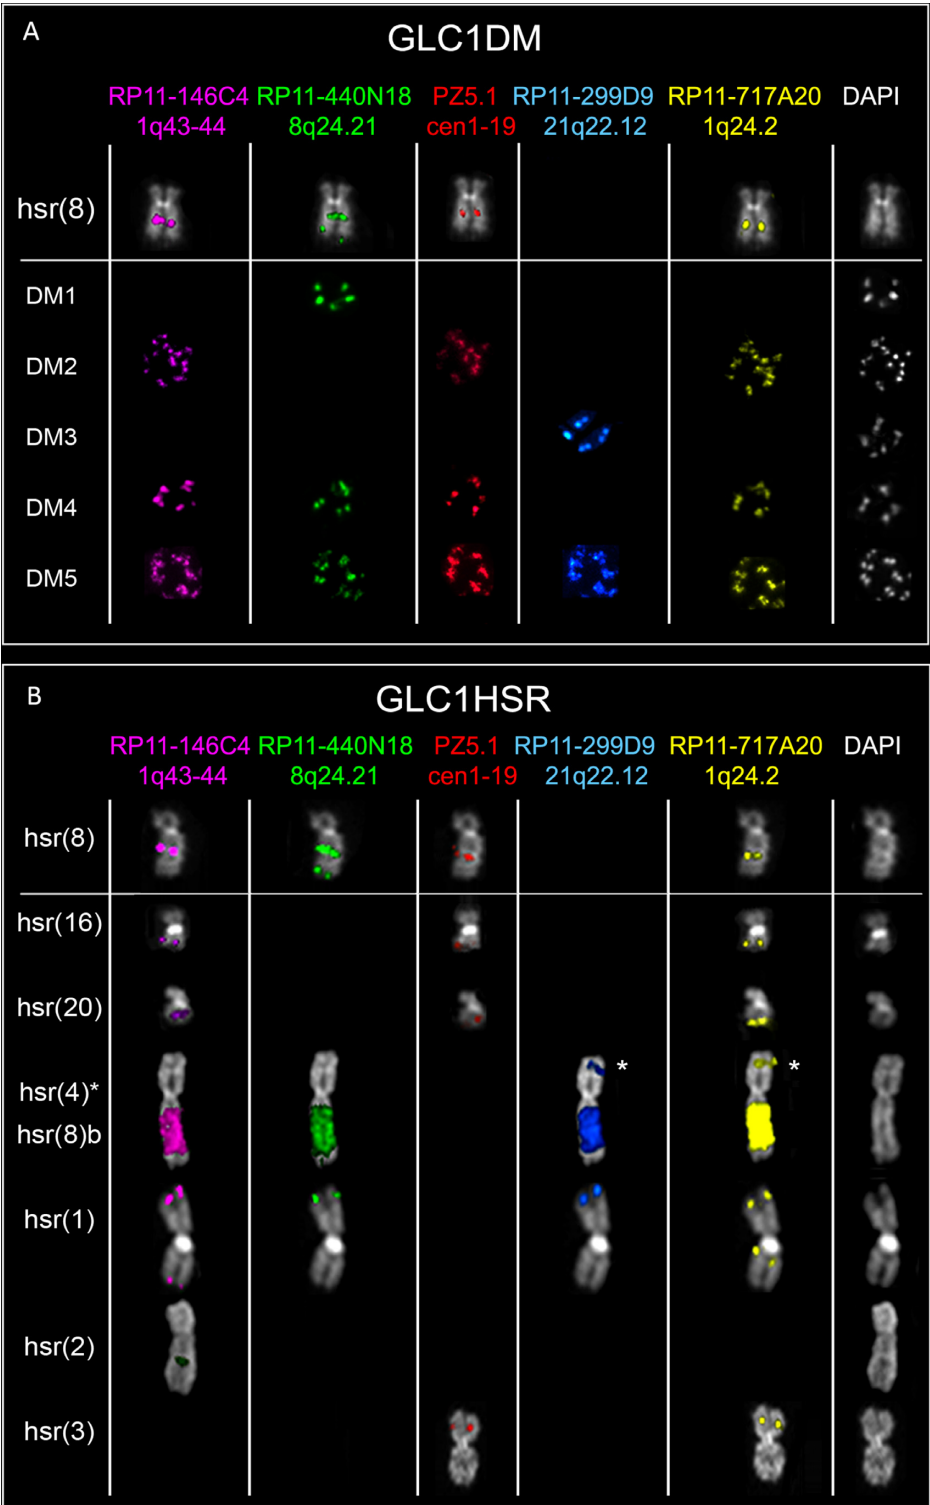 A
GLC1DM
RP11-146C4 RP11-440N18 PZ5.1 RP11-299D9 RP11-717A20 DAPI
1q43-44 8q24.21 cen1-19 21q22.12 1q24.2
hsr(8)
DM1
DM2
DM3
DM4
DM5
B
GLC1HSR
RP11-146C4 RP11-440N18 PZ5.1 RP11-299D9 RP11-717A20 DAPI
1q43-44 8q24.21 cen1-19 21q22.12 1q24.2
hsr(8)
hsr(16)
hsr(20)
* *
hsr(4)*
hsr(8)b
hsr(1)
hsr(2)
hsr(3)